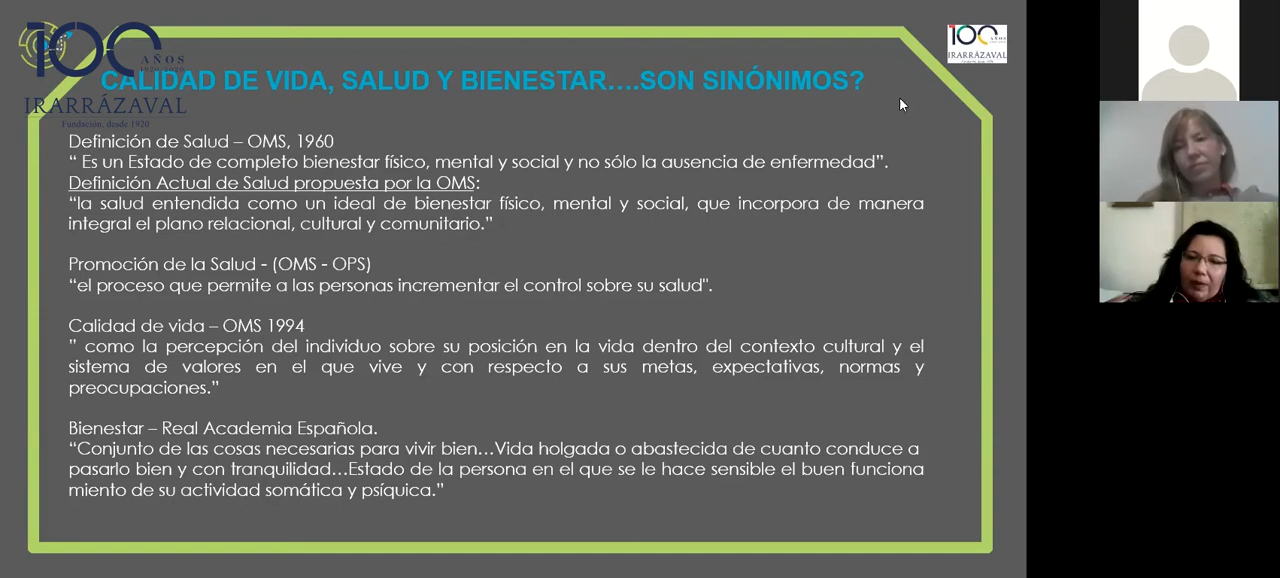 100
AÑOS
1920-2020
IRARRÁZAVAL
Fundación, desde 1920
100
AÑOS
IRARRÁZAVAL
CALIDAD DE VIDA, SALUD Y BIENESTAR….SON SINÓNIMOS?
Definición de Salud – OMS, 1960
“ Es un Estado de completo bienestar físico, mental y social y no sólo la ausencia de enfermedad”.
Definición Actual de Salud propuesta por la OMS:
“la salud entendida como un ideal de bienestar físico, mental y social, que incorpora de manera
integral el plano relacional, cultural y comunitario.”
Promoción de la Salud - (OMS - OPS)
“el proceso que permite a las personas incrementar el control sobre su salud".
Calidad de vida – OMS 1994
” como la percepción del individuo sobre su posición en la vida dentro del contexto cultural y el
sistema de valores en el que vive y con respecto a sus metas, expectativas, normas y
preocupaciones.”
Bienestar – Real Academia Española.
“Conjunto de las cosas necesarias para vivir bien…Vida holgada o abastecida de cuanto conduce a
pasarlo bien y con tranquilidad…Estado de la persona en el que se le hace sensible el buen funciona
miento de su actividad somática y psíquica.”